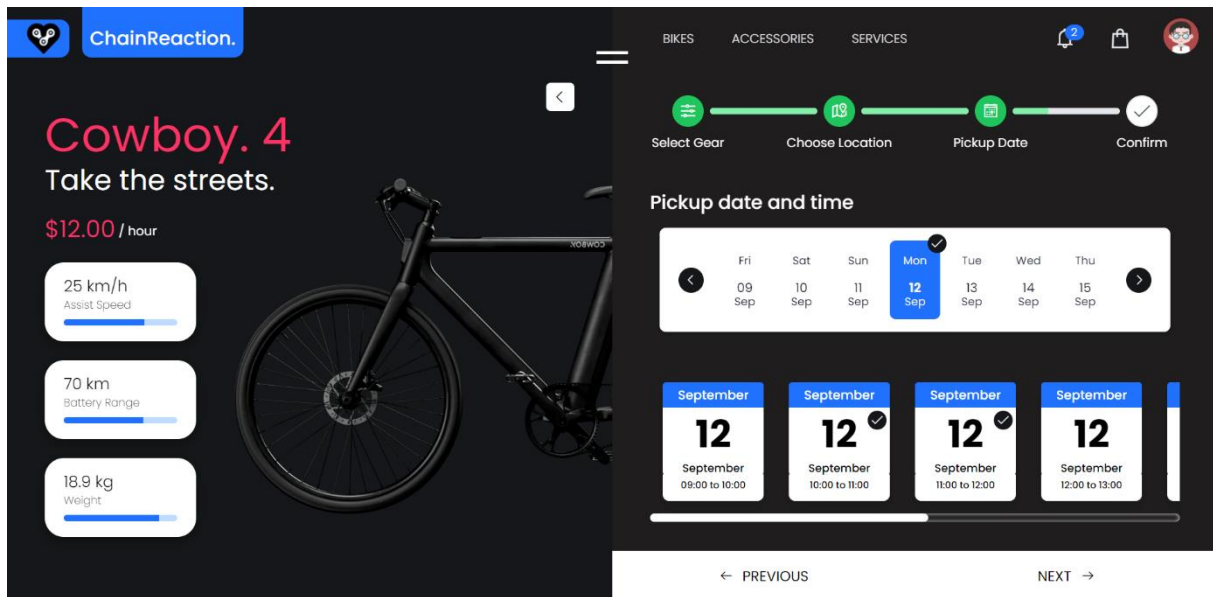 ChainReaction.
Cowboy. 4
Take the streets.
$12.00 / hour
25 km/h
Assist Speed
70 km
Battery Range
18.9 kg
Weight
COWBOY.
BIKES ACCESSORIES SERVICES 2
Select Gear Choose Location Pickup Date Confirm
Pickup date and time
Fri Sat Sun Mon Tue Wed Thu
09 10 11 12 13 14 15
Sep Sep Sep Sep Sep Sep Sep
September September September September
12 12 12 12
September September September September
09:00 to 10:00 10:00 to 11:00 11:00 to 12:00 12:00 to 13:00
← PREVIOUS NEXT →